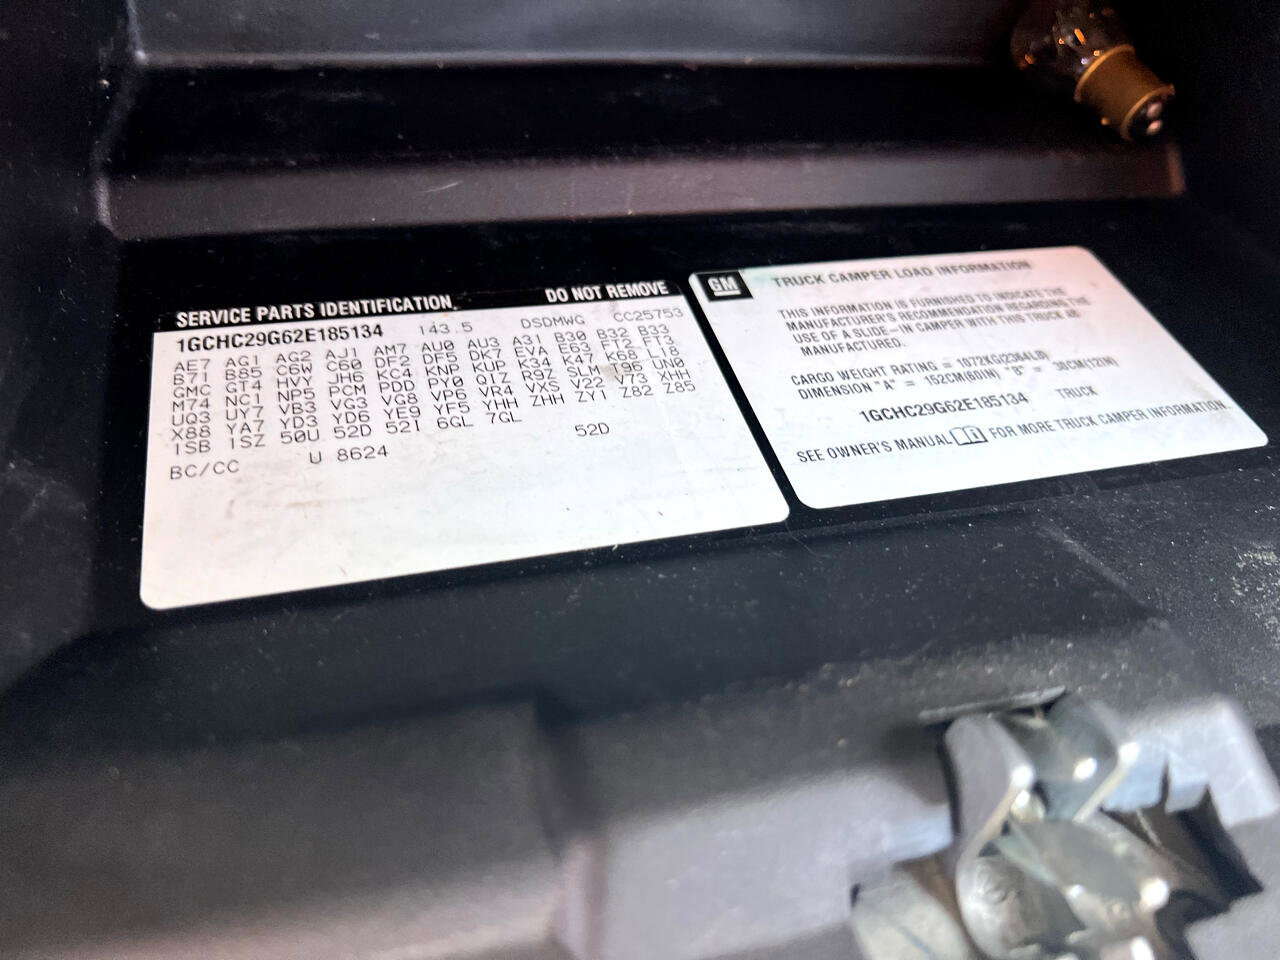 SERVICE PARTS IDENTIFICATION DO NOT REMOVE
1GCHC29G62E185134 143.5 DSDMWG CC25753
AE7 AG1 AG2 AJ1 AM7 AU0 AU3 A31 B30 B32 B33
B71 B85 C6W C60 DF2 DF5 DK7 EVA E63 FT2 FT3
GMC GT4 HVY JH6 KC4 KNP KUP K34 K47 K68 L18
M74 NC1 NP5 PCM PDD PY0 QIZ R9Z SLM T96 UN0
UQ3 UY7 VB3 VG3 VG8 VP6 VR4 VXS V22 V73 XHH
X88 YA7 YD3 YD6 YE9 YF5 YHH ZHH ZY1 Z82 Z85
1SB 1SZ 50U 52D 52I 6GL 7GL
BC/CC U 8624 52D
GM TRUCK CAMPER LOAD INFORMATION
THIS INFORMATION IS FURNISHED TO INDICATE THE
MANUFACTURER'S RECOMMENDATION REGARDING THE
USE OF A SLIDE-IN CAMPER WITH THIS TRUCK AS
MANUFACTURED.
CARGO WEIGHT RATING = 1072KG(2364LB)
DIMENSION "A" = 152CM(60IN) "B" = 30CM(12IN)
1GCHC29G62E185134 TRUCK
SEE OWNER'S MANUAL FOR MORE TRUCK CAMPER INFORMATION.